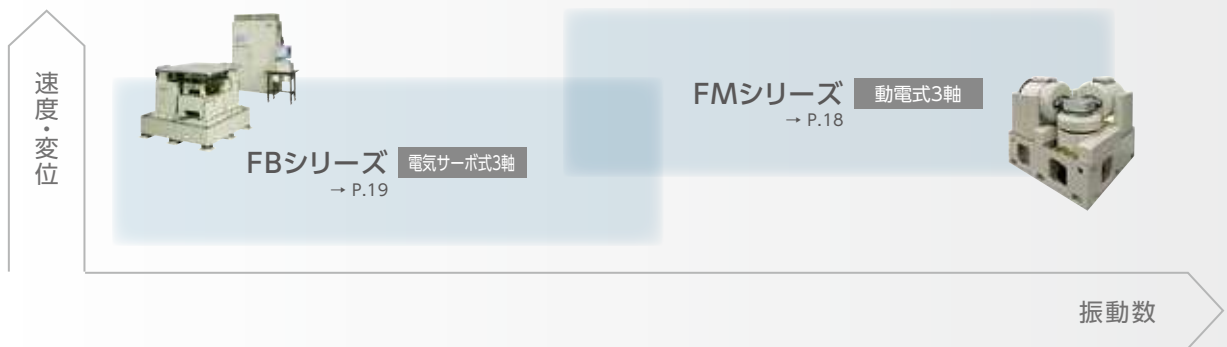 速度・変位
FMシリーズ 動電式3軸
→ P.18
FBシリーズ 電気サーボ式3軸
→ P.19
振動数